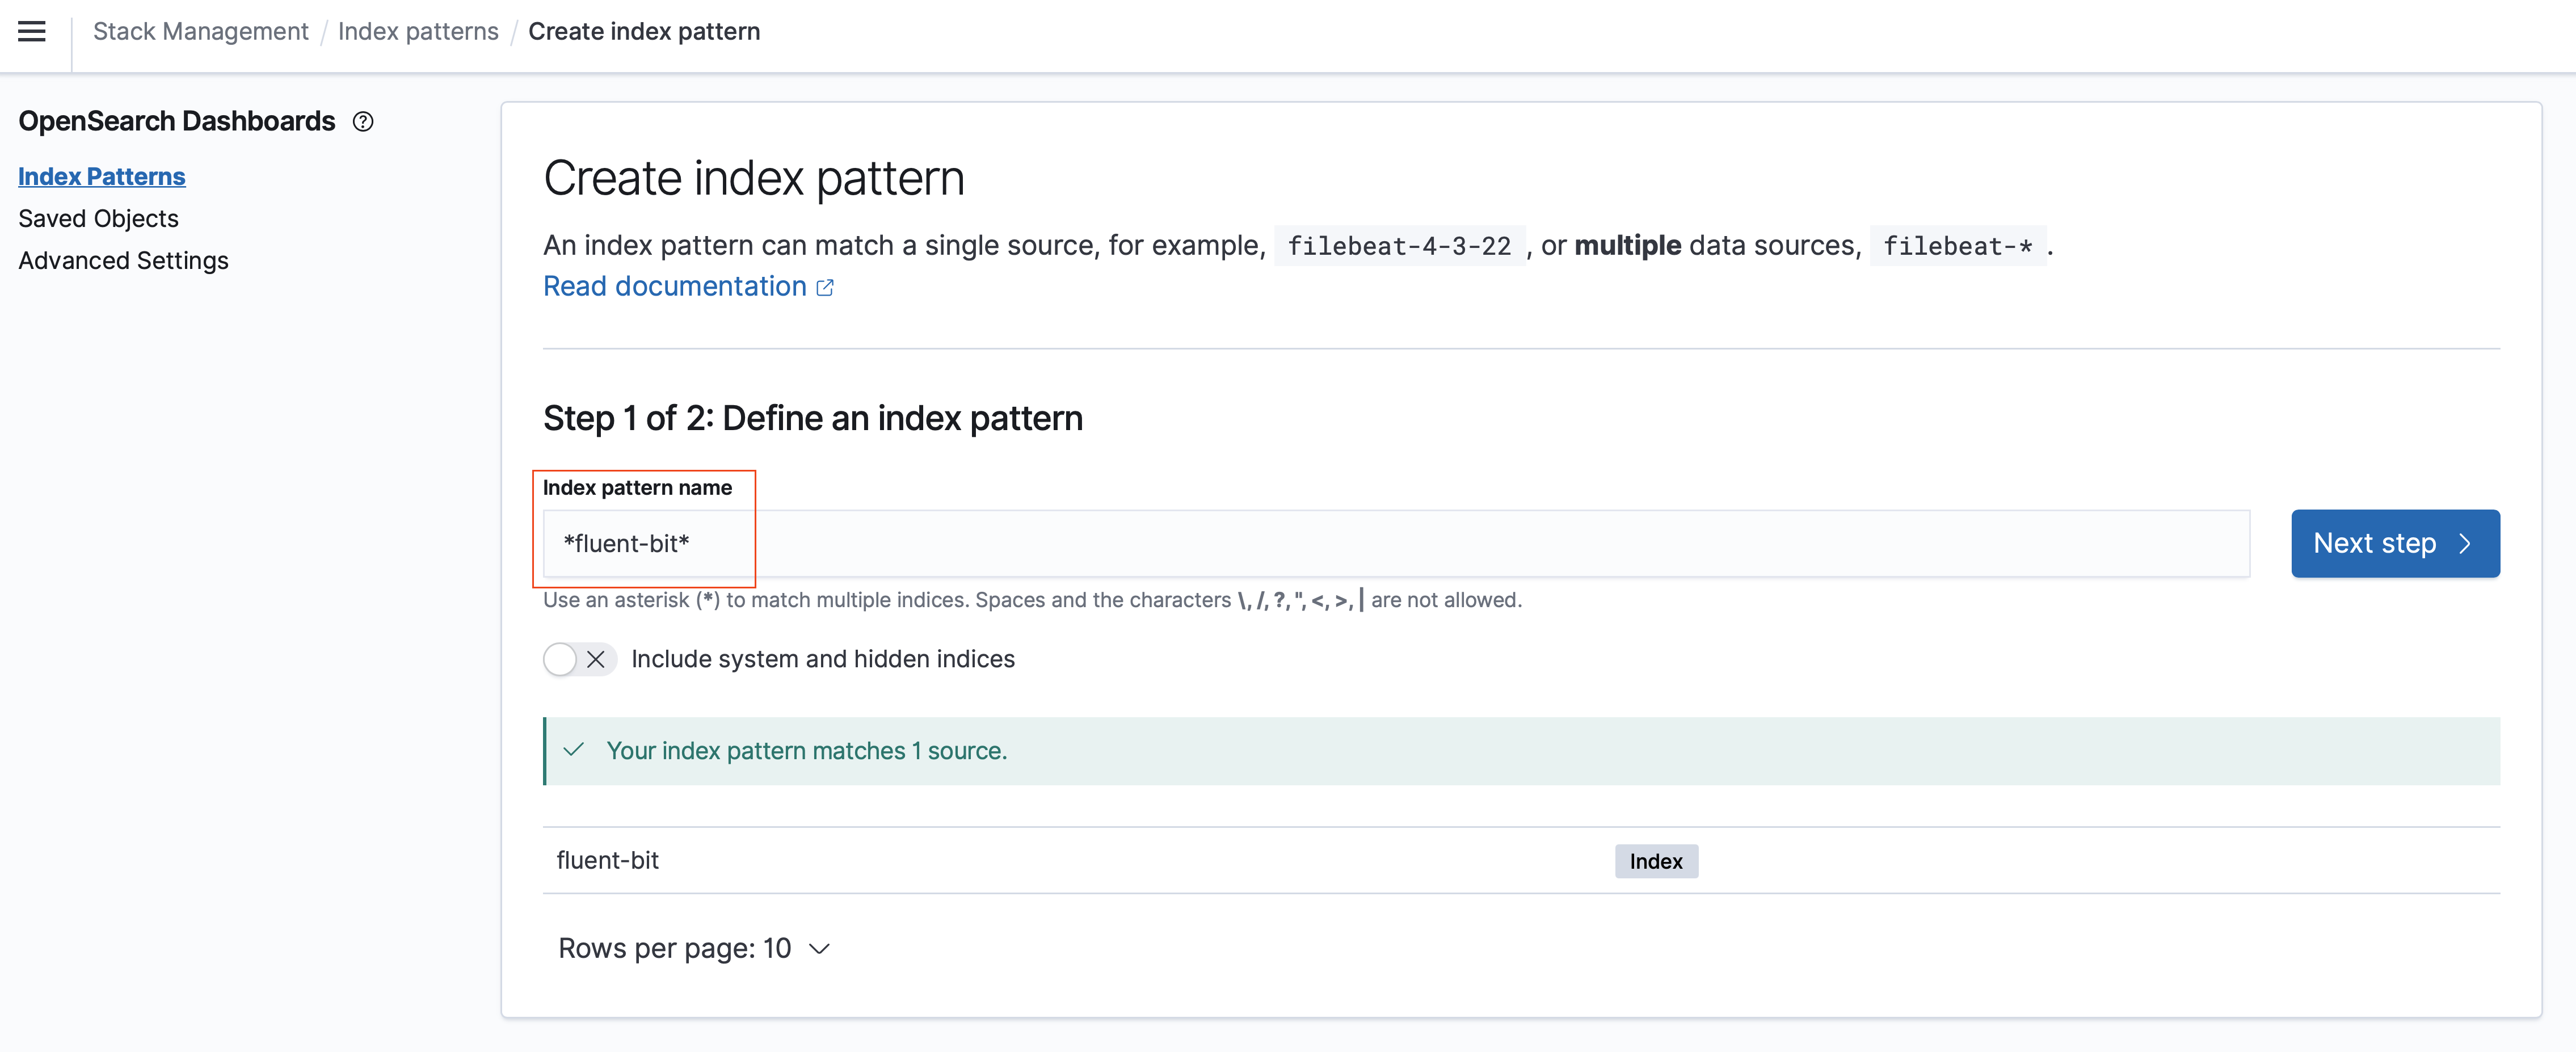 Stack Management / Index patterns / Create index pattern
OpenSearch Dashboards
Index Patterns
Saved Objects
Advanced Settings
Create index pattern
An index pattern can match a single source, for example, filebeat-4-3-22 , or multiple data sources, filebeat-* .
Read documentation
Step 1 of 2: Define an index pattern
Index pattern name
*fluent-bit*
Next step
Use an asterisk (*) to match multiple indices. Spaces and the characters \, /, ?, ", <, >, | are not allowed.
Include system and hidden indices
Your index pattern matches 1 source.
fluent-bit Index
Rows per page: 10